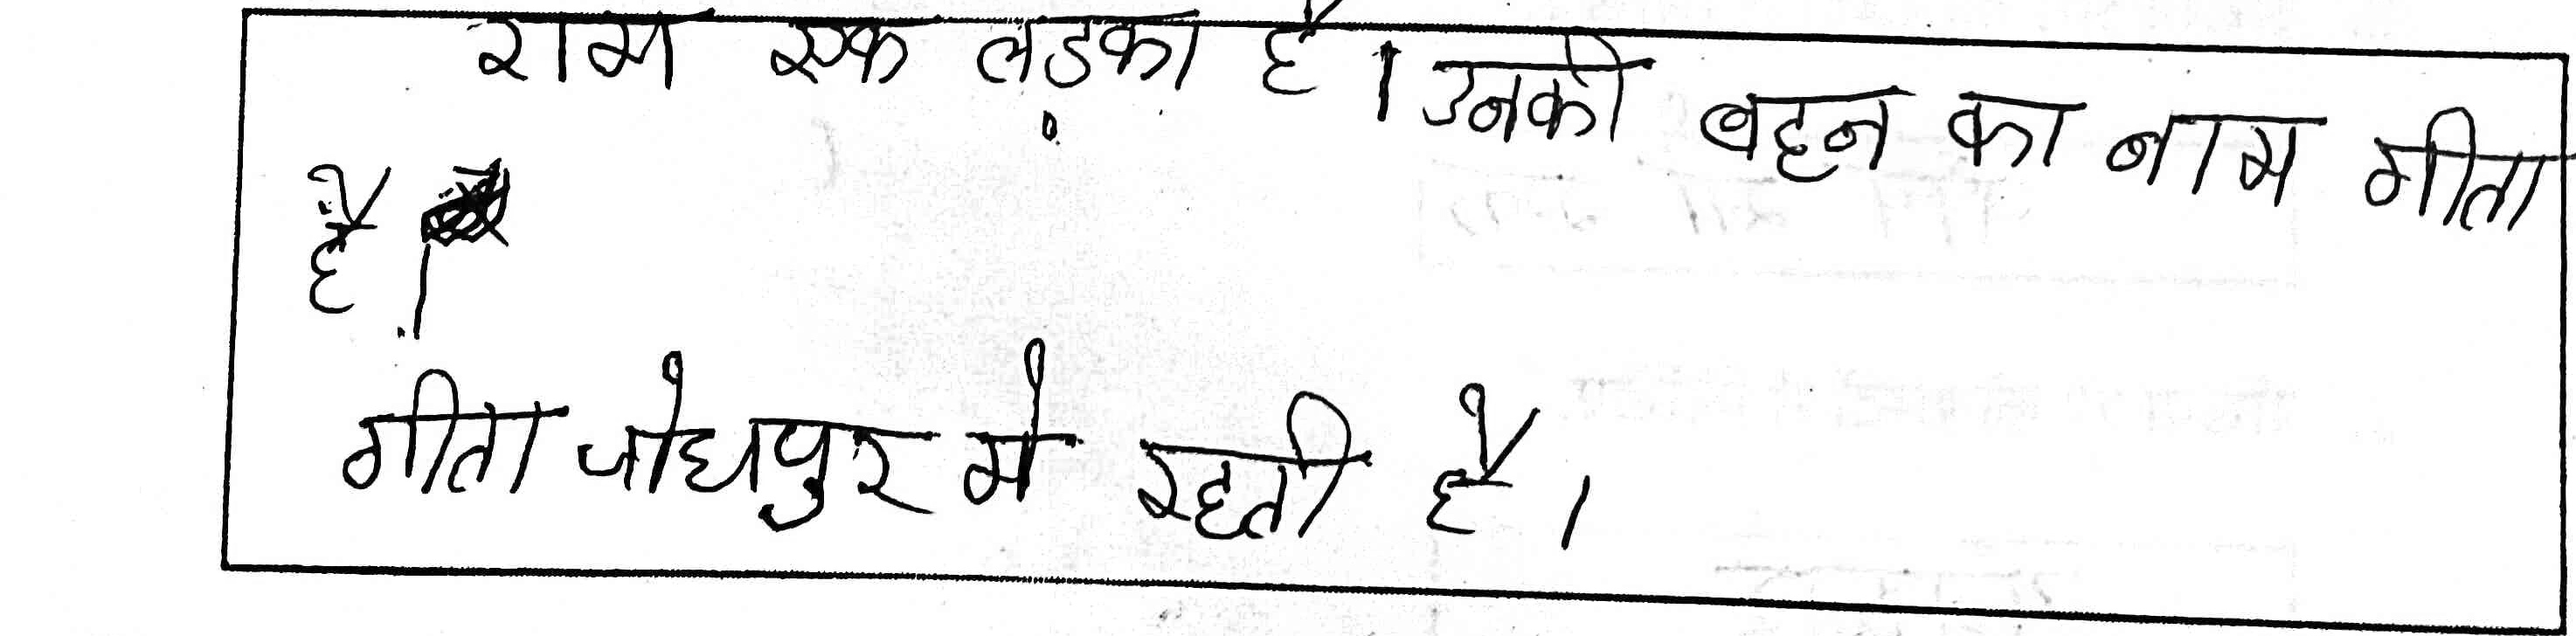 राम एक लड़का है। उनकी बहन का नाम गीता
है।
गीता जोधपुर मे रहती है।